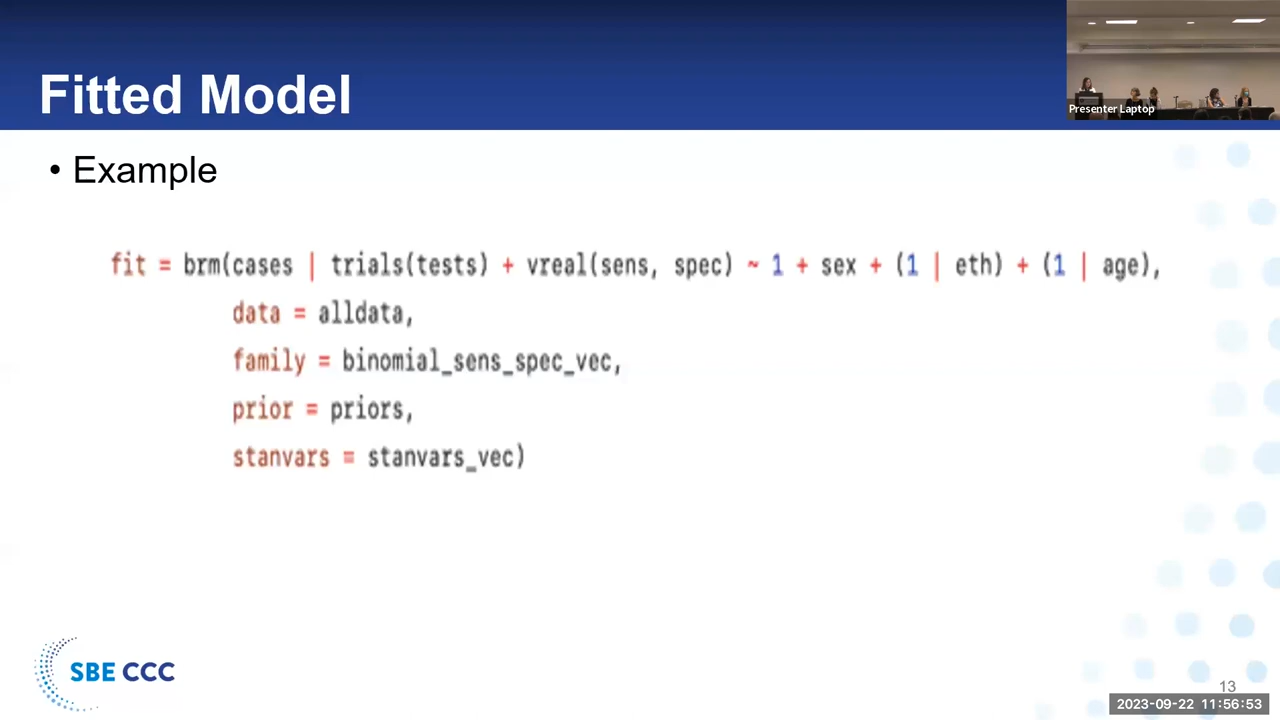 Fitted Model
Presenter Laptop
• Example
fit = brm(cases | trials(tests) + vreal(sens, spec) ~ 1 + sex + (1 | eth) + (1 | age),
data = alldata,
family = binomial_sens_spec_vec,
prior = priors,
stanvars = stanvars_vec)
SBE CCC
13
2023-09-22 11:56:53